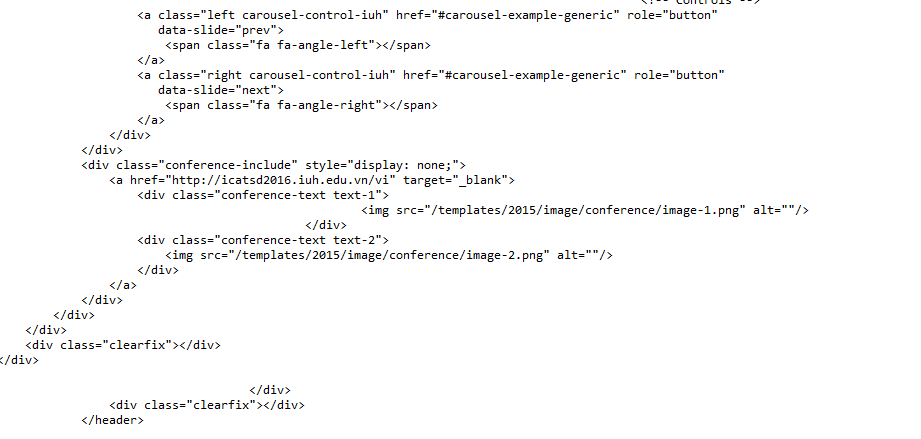 <!-- Controls -->
<a class="left carousel-control-iuh" href="#carousel-example-generic" role="button"
data-slide="prev">
<span class="fa fa-angle-left"></span>
</a>
<a class="right carousel-control-iuh" href="#carousel-example-generic" role="button"
data-slide="next">
<span class="fa fa-angle-right"></span>
</a>
</div>
</div>
<div class="conference-include" style="display: none;">
<a href="http://icatsd2016.iuh.edu.vn/vi" target="_blank">
<div class="conference-text text-1">
<img src="/templates/2015/image/conference/image-1.png" alt=""/>
</div>
<div class="conference-text text-2">
<img src="/templates/2015/image/conference/image-2.png" alt=""/>
</div>
</a>
</div>
</div>
</div>
<div class="clearfix"></div>
</div>
</div>
<div class="clearfix"></div>
</header>